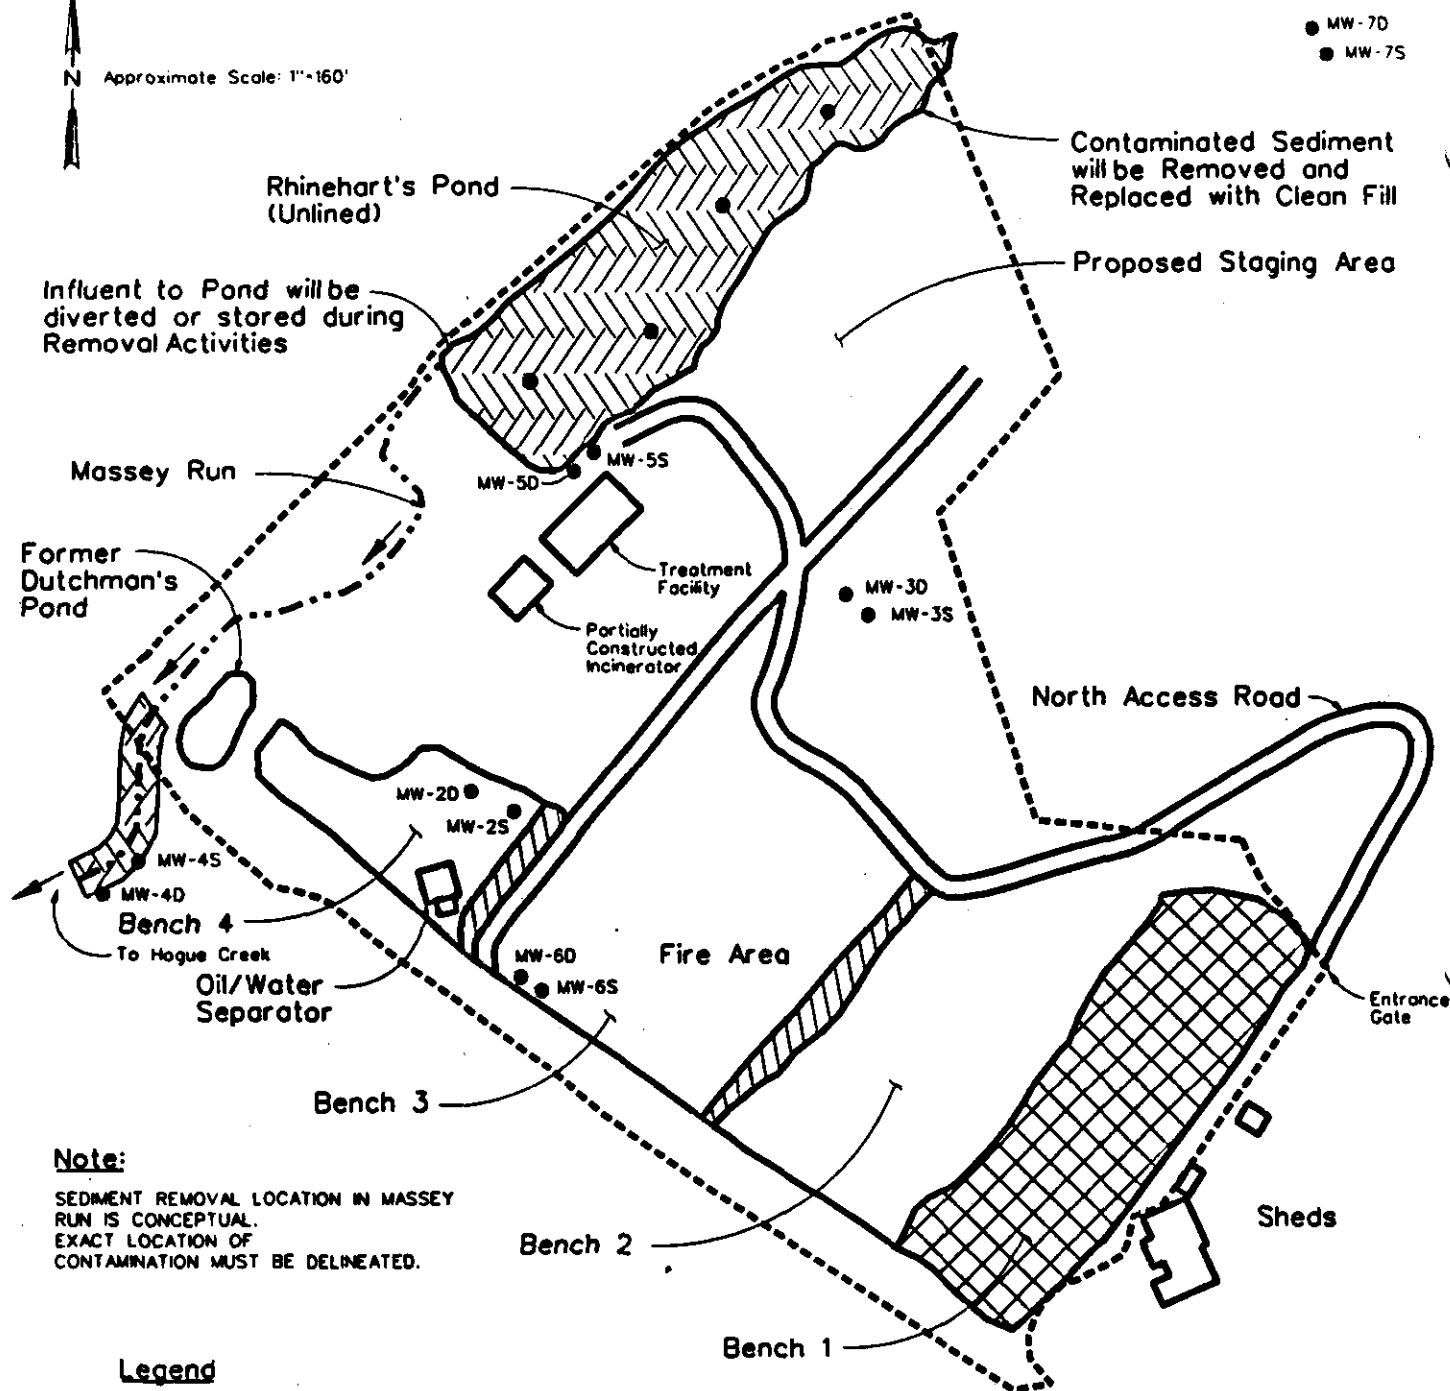 MW-7D
MW-7S
N
Approximate Scale: 1"=160'
Contaminated Sediment
will be Removed and
Replaced with Clean Fill
Rhinehart's Pond
(Unlined)
Proposed Staging Area
Influent to Pond will be
diverted or stored during
Removal Activities
Massey Run
MW-5S
MW-5D
Former
Dutchman's
Pond
Treatment
Facility
MW-3D
MW-3S
Partially
Constructed
Incinerator
North Access Road
MW-2D
MW-2S
MW-4S
MW-4D
Bench 4
To Hogue Creek
MW-6D
Fire Area
Oil/Water
Separator
MW-6S
Entrance
Gate
Bench 3
Note:
SEDIMENT REMOVAL LOCATION IN MASSEY
RUN IS CONCEPTUAL.
EXACT LOCATION OF
CONTAMINATION MUST BE DELINEATED.
Sheds
Bench 2
Bench 1
Legend